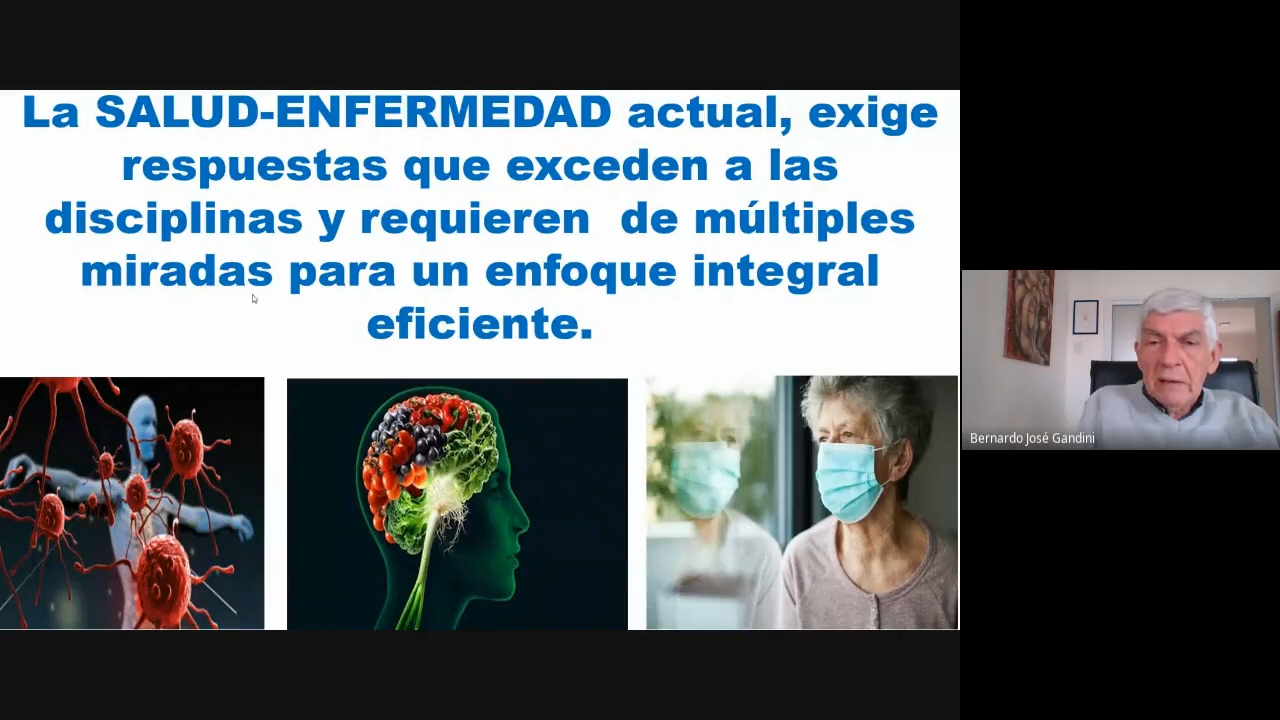 La SALUD-ENFERMEDAD actual, exige
respuestas que exceden a las
disciplinas y requieren de múltiples
miradas para un enfoque integral
eficiente.
Bernardo José Gandini